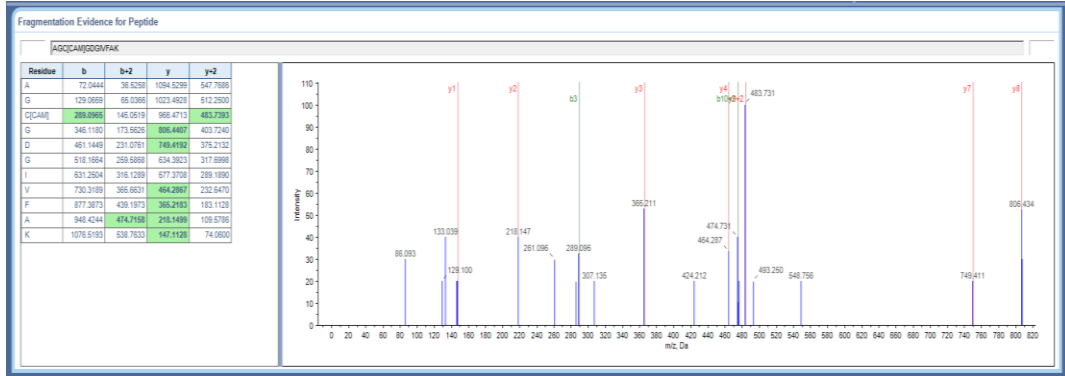 Fragmentation Evidence for Peptide
AGC[CAM]GDGIVFAK
Residue b b+2 y y+2
A 72.0444 36.5258 1094.5299 547.7686
G 129.0659 65.0366 1023.4928 512.2500
C[CAM] 289.0965 145.0519 966.4713 483.7393
G 346.1180 173.5626 806.4407 403.7240
D 461.1449 231.0761 749.4192 375.2132
G 518.1664 259.5868 634.3923 317.6998
I 631.2504 316.1289 577.3708 289.1890
V 730.3189 365.6631 464.2867 232.6470
F 877.3873 439.1973 365.2183 183.1128
A 948.4244 474.7158 218.1499 109.5786
K 1076.5193 538.7633 147.1128 74.0600
y1 y2 b3 y3 y4 y7 y8
483.731
365.211
806.434
133.039 218.147 474.731
464.287
86.093 261.096 289.095
129.100 307.135 424.212 493.250 548.756 749.411
Intensity
110
100
90
80
70
60
50
40
30
20
10
0
0 20 40 60 80 100 120 140 160 180 200 220 240 260 280 300 320 340 360 380 400 420 440 460 480 500 520 540 560 580 600 620 640 660 680 700 720 740 760 780 800 820
m/z, Da